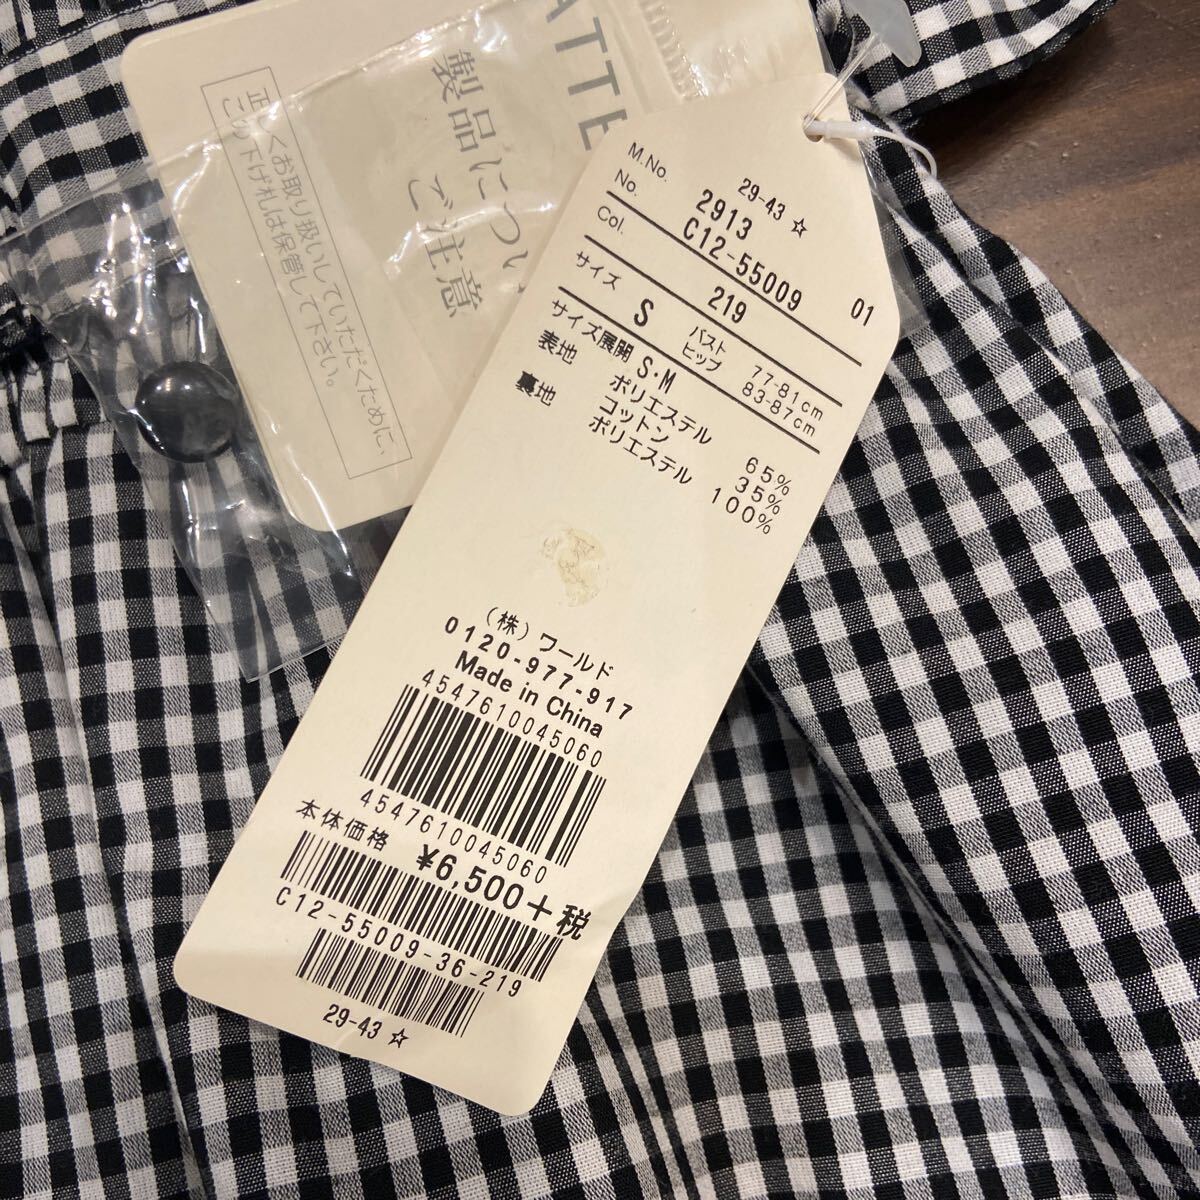 ATTE
製品につい
ご注意
正しくお取り扱いしていただくために、
この下げ札は保管して下さい。
29-43 ☆
M.No. 2913
No. C12-55009 01
Col. 219
サイズ S バスト 77-81cm
ヒップ 83-87cm
サイズ展開 S・M
表地 ポリエステル 65%
コットン 35%
裏地 ポリエステル 100%
(株)ワールド
0120-977-917
Made in China
4547610045060
4547610045060
本体価格 ¥6,500+税
C12-55009-36-219
29-43 ☆